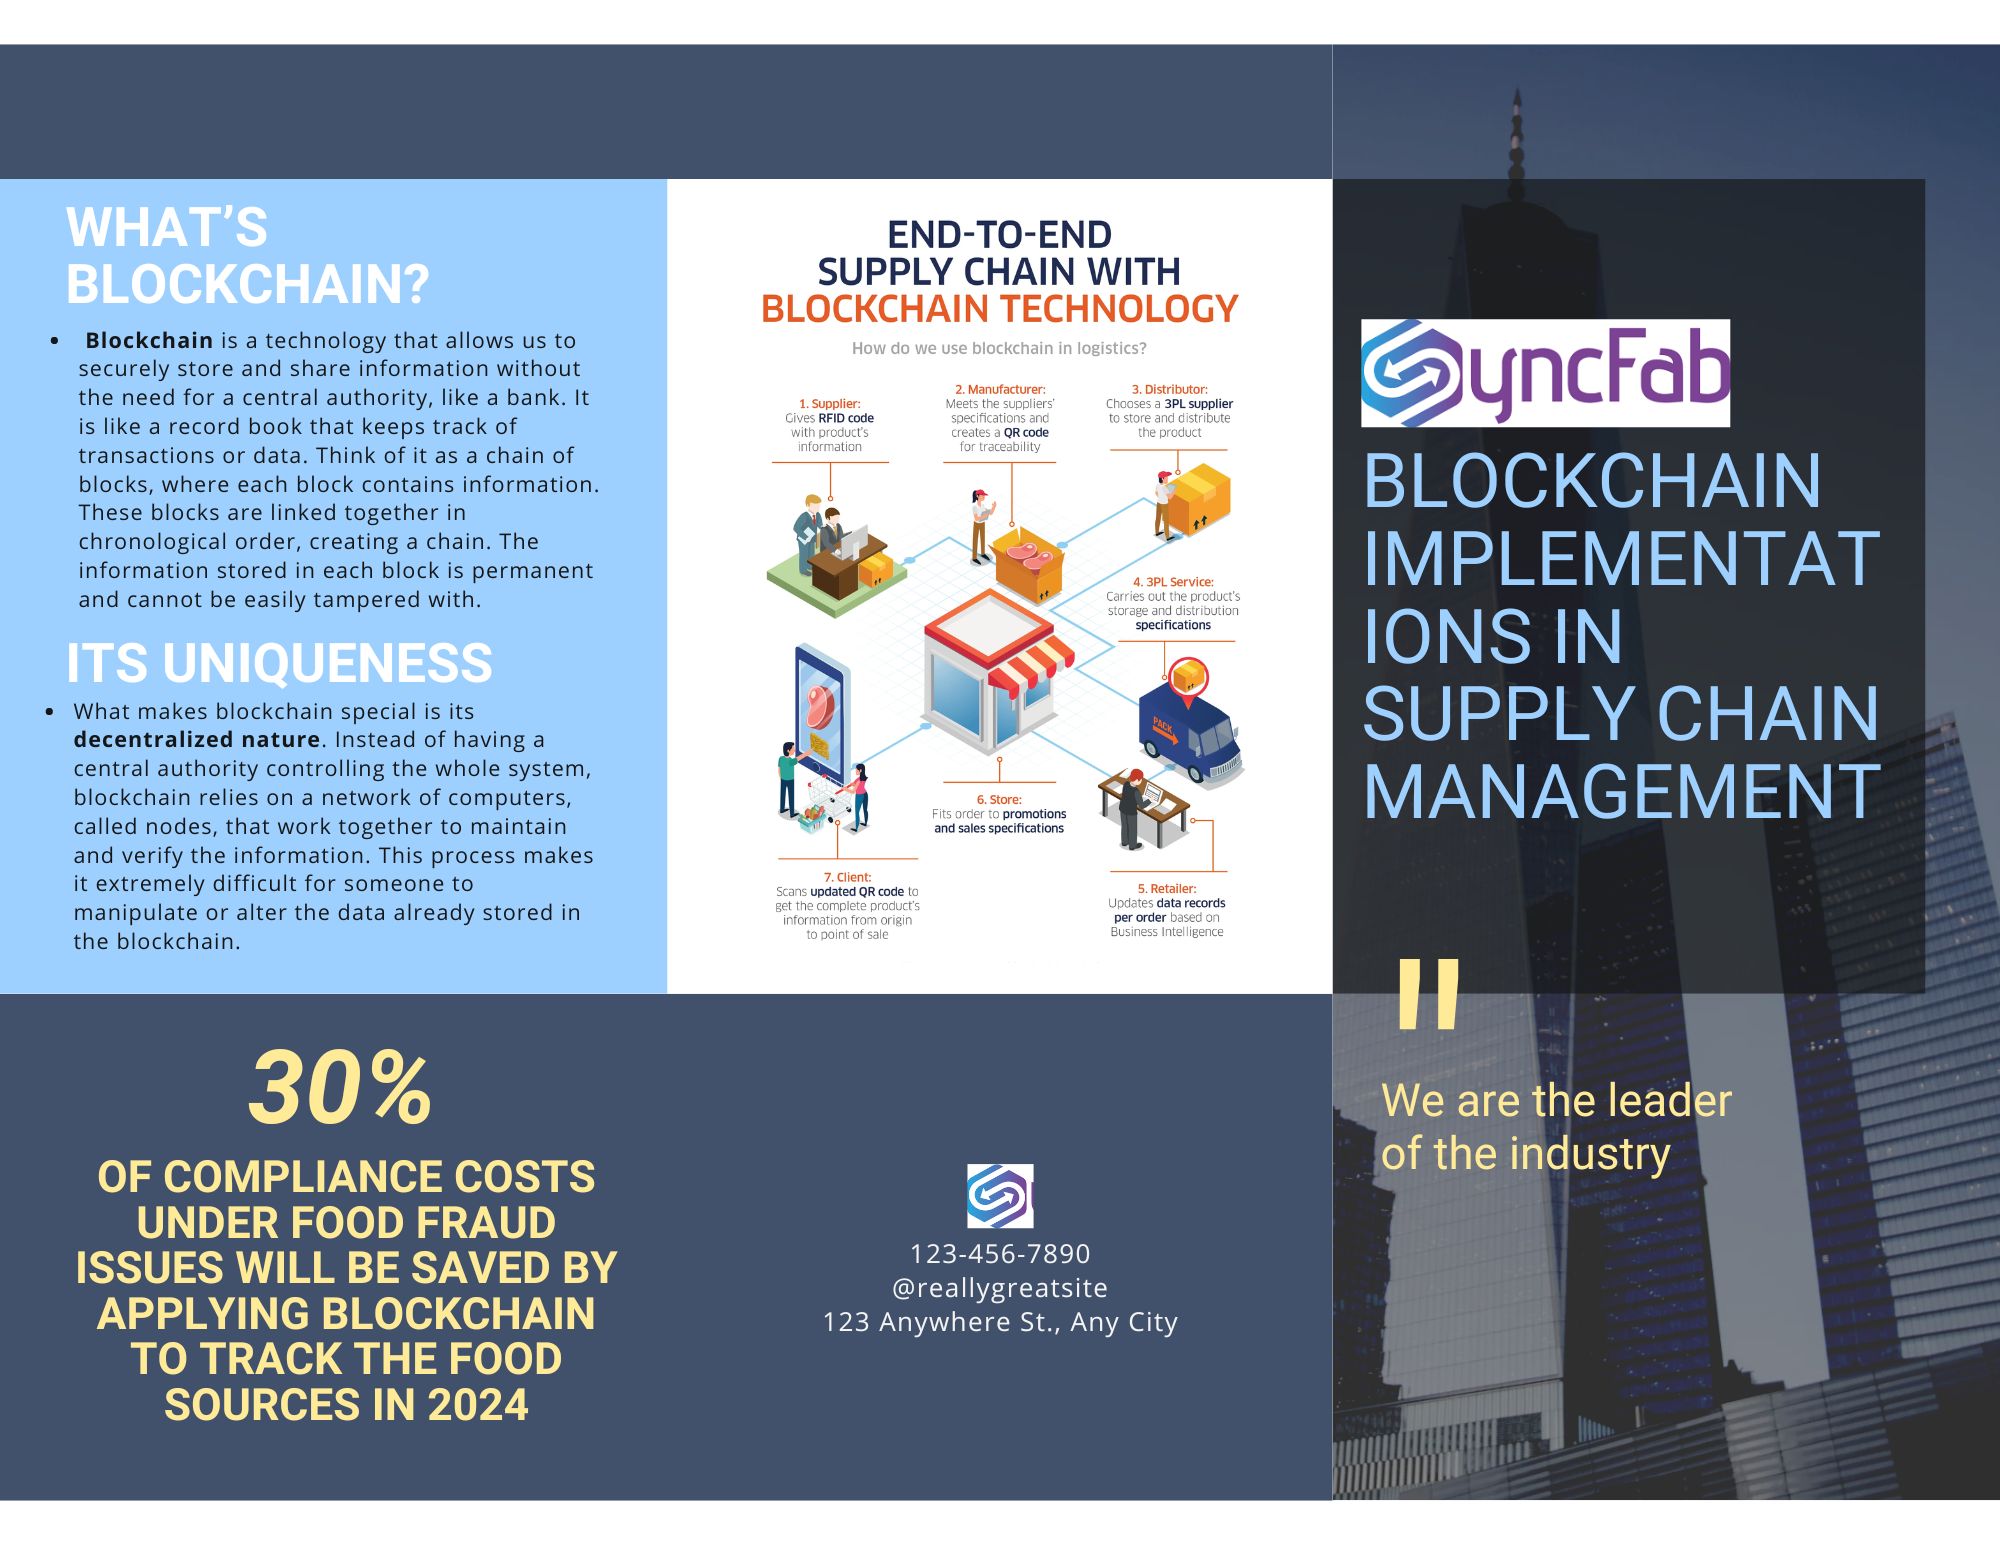 WHAT'S
BLOCKCHAIN?
• Blockchain is a technology that allows us to
securely store and share information without
the need for a central authority, like a bank. It
is like a record book that keeps track of
transactions or data. Think of it as a chain of
blocks, where each block contains information.
These blocks are linked together in
chronological order, creating a chain. The
information stored in each block is permanent
and cannot be easily tampered with.
ITS UNIQUENESS
• What makes blockchain special is its
decentralized nature. Instead of having a
central authority controlling the whole system,
blockchain relies on a network of computers,
called nodes, that work together to maintain
and verify the information. This process makes
it extremely difficult for someone to
manipulate or alter the data already stored in
the blockchain.
30%
OF COMPLIANCE COSTS
UNDER FOOD FRAUD
ISSUES WILL BE SAVED BY
APPLYING BLOCKCHAIN
TO TRACK THE FOOD
SOURCES IN 2024
END-TO-END
SUPPLY CHAIN WITH
BLOCKCHAIN TECHNOLOGY
How do we use blockchain in logistics?
1. Supplier:
Gives RFID code
with product's
information
2. Manufacturer:
Meets the suppliers'
specifications and
creates a QR code
for traceability
3. Distributor:
Chooses a 3PL supplier
to store and distribute
the product
4. 3PL Service:
Carries out the product's
storage and distribution
specifications
PACK
6. Store:
Fits order to promotions
and sales specifications
7. Client:
Scans updated QR code to
get the complete product's
information from origin
to point of sale
5. Retailer:
Updates data records
per order based on
Business Intelligence
123-456-7890
@reallygreatsite
123 Anywhere St., Any City
SyncFab
BLOCKCHAIN
IMPLEMENTAT
IONS IN
SUPPLY CHAIN
MANAGEMENT
"
We are the leader
of the industry